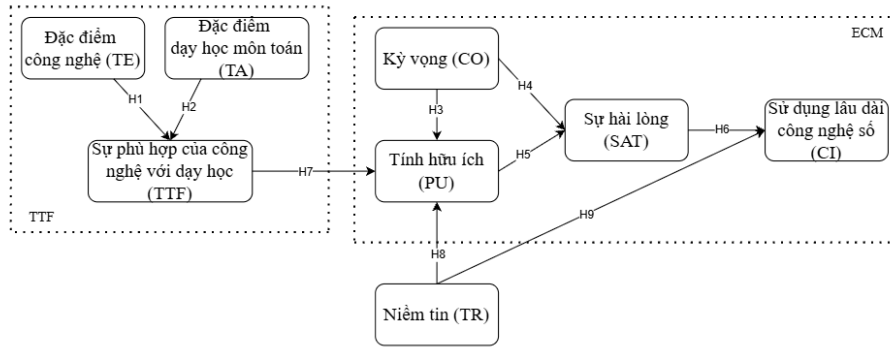 Đặc điểm
công nghệ (TE)
Đặc điểm
dạy học môn toán
(TA)
H1
H2
Sự phù hợp của công
nghệ với dạy học
(TTF)
TTF
H7
ECM
Kỳ vọng (CO)
H3
H4
Tính hữu ích
(PU)
H5
Sự hài lòng
(SAT)
H6
Sử dụng lâu dài
công nghệ số
(CI)
H9
H8
Niềm tin (TR)